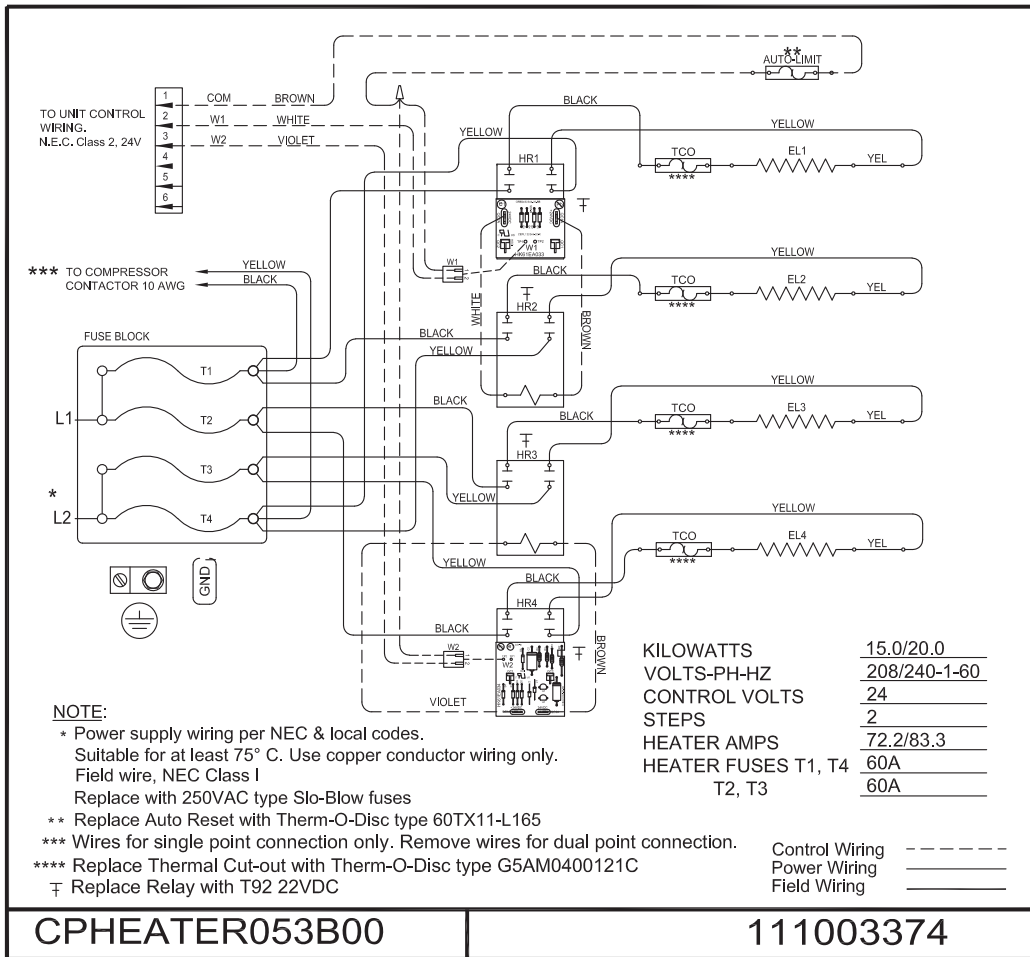 **
AUTO-LIMIT
1
2
3
4
5
6
COM BROWN
W1 WHITE
W2 VIOLET
TO UNIT CONTROL
WIRING.
N.E.C. Class 2, 24V
BLACK
YELLOW
YELLOW
HR1
TCO
****
EL1
YEL
W1
W1
BLACK
YELLOW
TCO
****
EL2
YEL
WHITE
BROWN
HR2
*** TO COMPRESSOR
CONTACTOR 10 AWG
YELLOW
BLACK
FUSE BLOCK
BLACK
YELLOW
T1
L1
T2
T3
*
L2
T4
BLACK
BLACK
YELLOW
TCO
****
EL3
YEL
HR3
YELLOW
GND
YELLOW
BLACK
YELLOW
TCO
****
EL4
YEL
HR4
BLACK
W2
W2
BROWN
VIOLET
KILOWATTS 15.0/20.0
VOLTS-PH-HZ 208/240-1-60
CONTROL VOLTS 24
STEPS 2
HEATER AMPS 72.2/83.3
HEATER FUSES T1, T4 60A
T2, T3 60A
NOTE:
* Power supply wiring per NEC & local codes.
Suitable for at least 75° C. Use copper conductor wiring only.
Field wire, NEC Class I
Replace with 250VAC type Slo-Blow fuses
** Replace Auto Reset with Therm-O-Disc type 60TX11-L165
*** Wires for single point connection only. Remove wires for dual point connection.
**** Replace Thermal Cut-out with Therm-O-Disc type G5AM0400121C
Replace Relay with T92 22VDC
Control Wiring
Power Wiring
Field Wiring
CPHEATER053B00
111003374